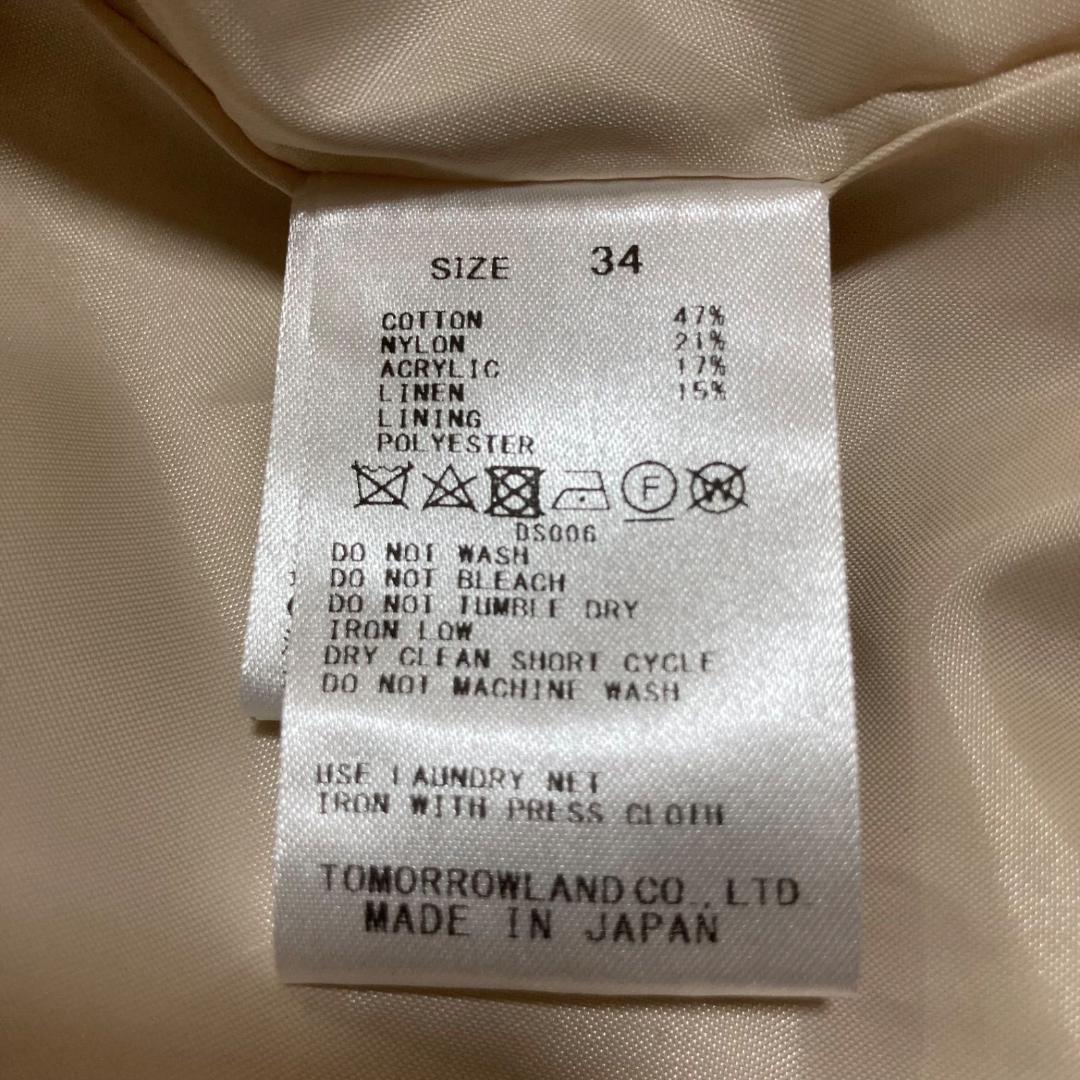 SIZE 34
COTTON 47%
NYLON 21%
ACRYLIC 17%
LINEN 15%
LINING
POLYESTER
F W
DS006
DO NOT WASH
DO NOT BLEACH
DO NOT TUMBLE DRY
IRON LOW
DRY CLEAN SHORT CYCLE
DO NOT MACHINE WASH
USE LAUNDRY NET
IRON WITH PRESS CLOTH
TOMORROWLAND CO., LTD.
MADE IN JAPAN